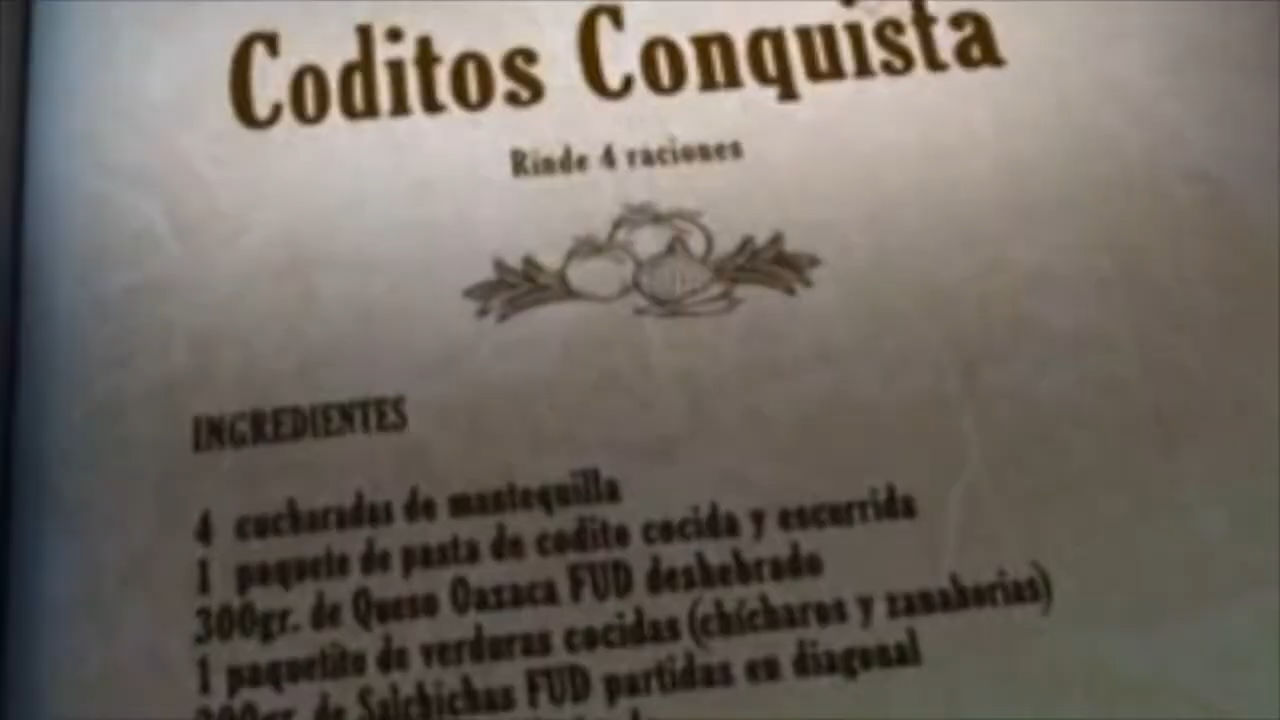 Coditos Conquista
Rinde 4 raciones
INGREDIENTES
4 cucharadas de mantequilla
1 paquete de pasta de codito cocida y escurrida
300gr. de Queso Oaxaca FUD deshebrado
1 paquetito de verduras cocidas (chícharos y zanahorias)
de Salchichas FUD partidas en diagonal